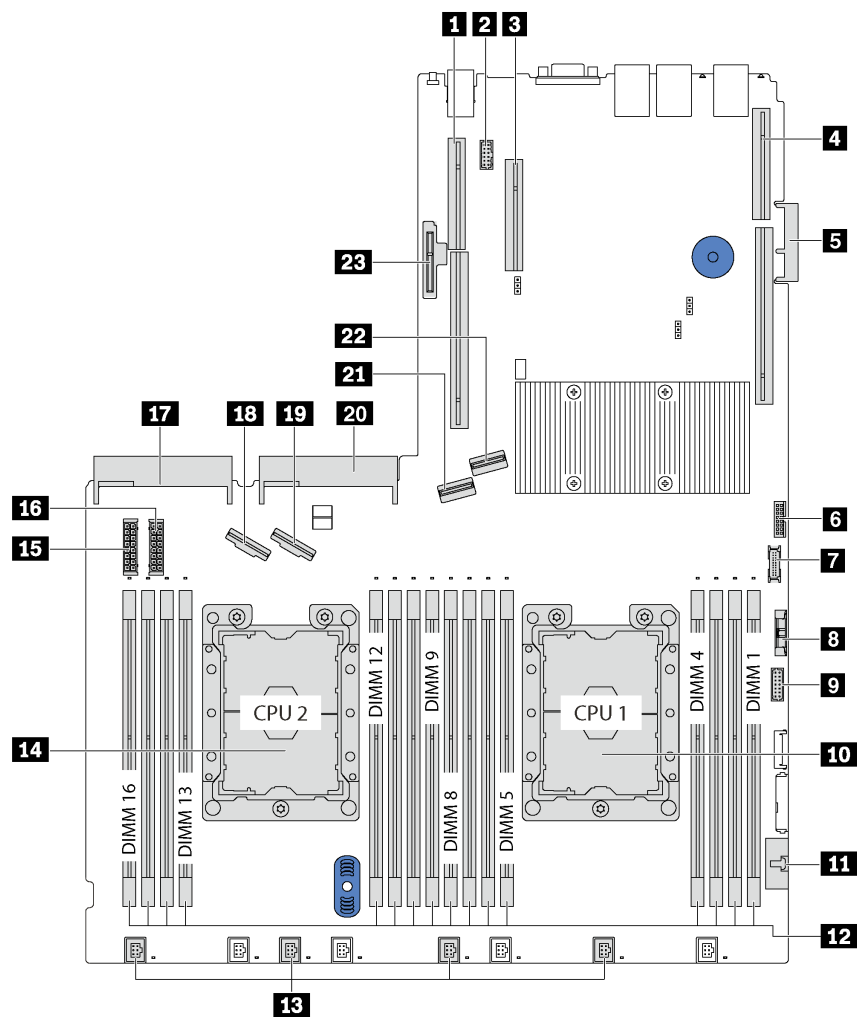 1 2 3
4
5
23
22
21
17 18 19 20
16
15
6
7
8
9
DIMM 12
DIMM 9
DIMM 4
DIMM 1
CPU 2
CPU 1
14
10
DIMM 16
DIMM 13
DIMM 8
DIMM 5
11
12
13